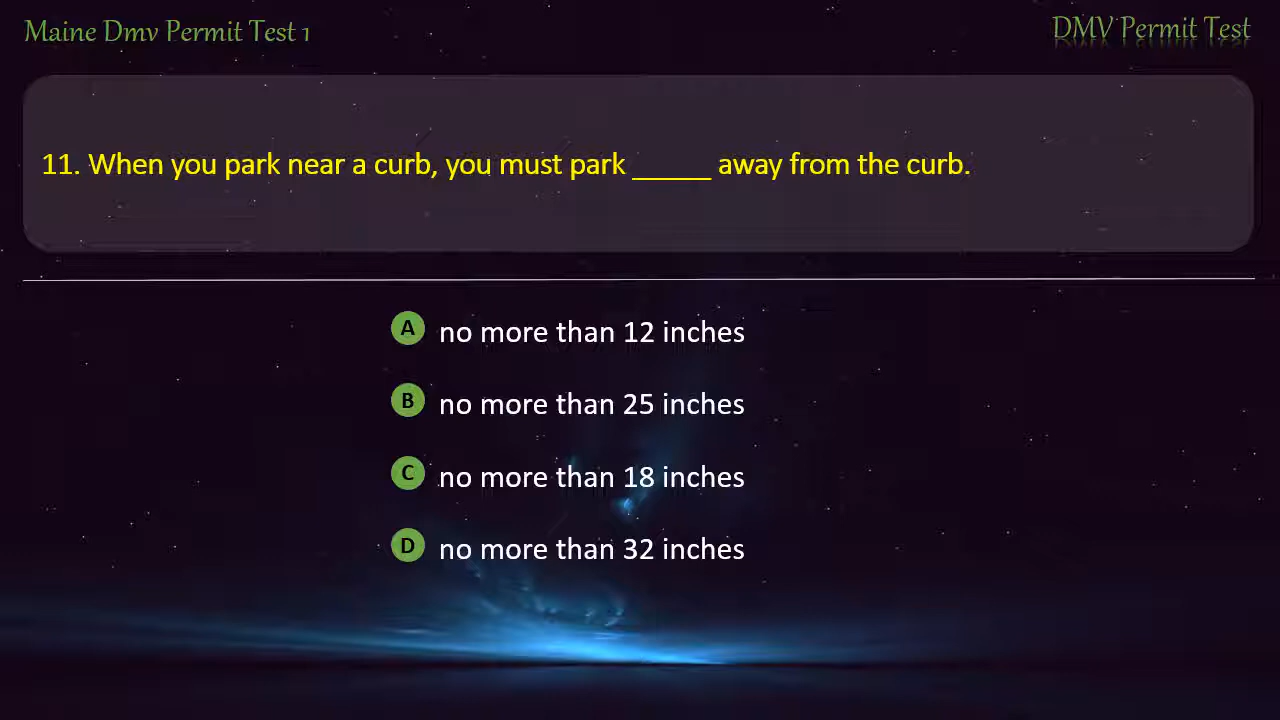 Maine Dmv Permit Test 1
DMV Permit Test
11. When you park near a curb, you must park _____ away from the curb.
A no more than 12 inches
B no more than 25 inches
C no more than 18 inches
D no more than 32 inches